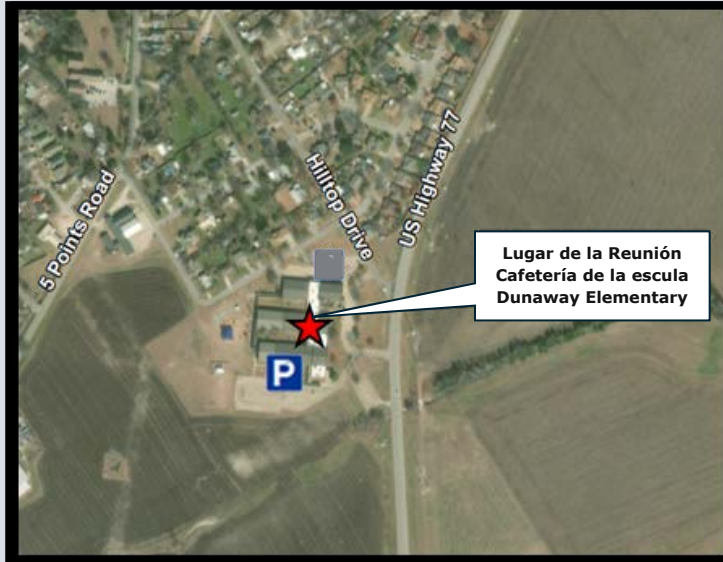 Hilltop Drive
US Highway 77
5 Points Road
Lugar de la Reunión
Cafetería de la escula
Dunaway Elementary
P